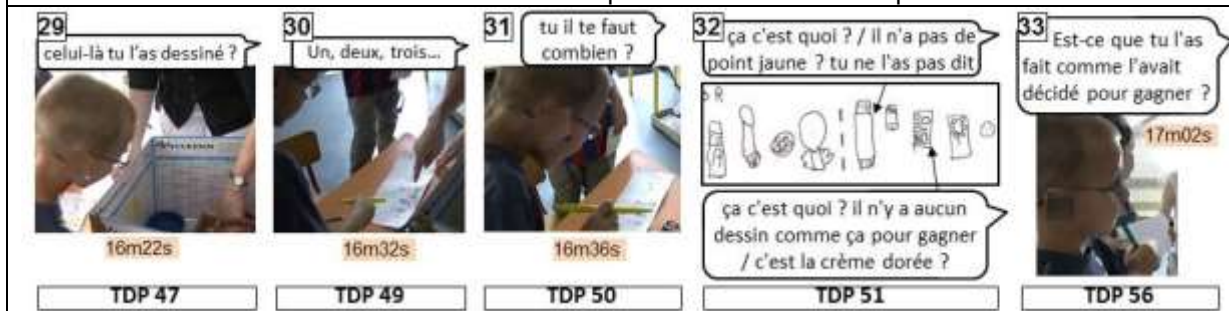 29
celui-là tu l'as dessiné ?
16m22s
TDP 47
30
Un, deux, trois...
16m32s
TDP 49
31
tu il te faut
combien ?
16m36s
TDP 50
32
ça c'est quoi ? / il n'a pas de
point jaune ? tu ne l'as pas dit
ça c'est quoi ? il n'y a aucun
dessin comme ça pour gagner
/ c'est la crème dorée ?
TDP 51
33
Est-ce que tu l'as
fait comme l'avait
décidé pour gagner ?
17m02s
TDP 56